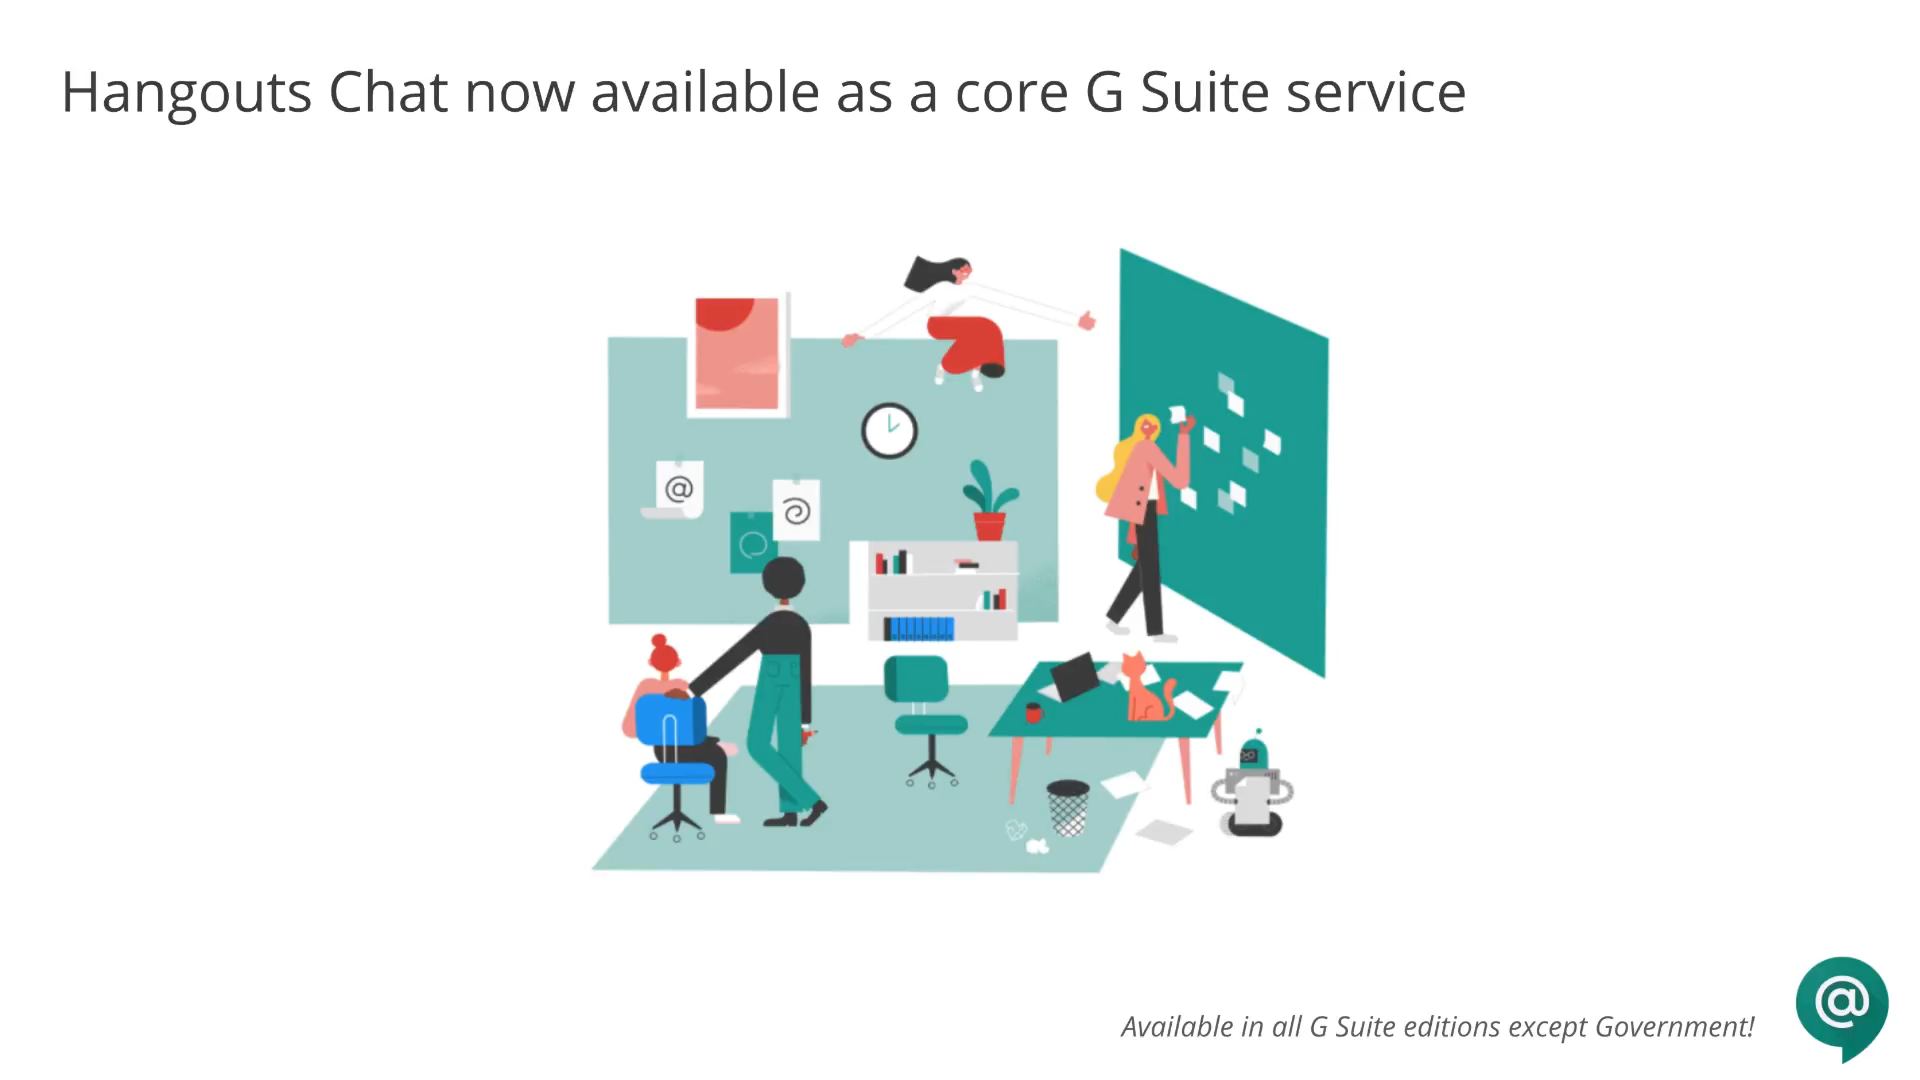 Hangouts Chat now available as a core G Suite service
@
Available in all G Suite editions except Government!
@